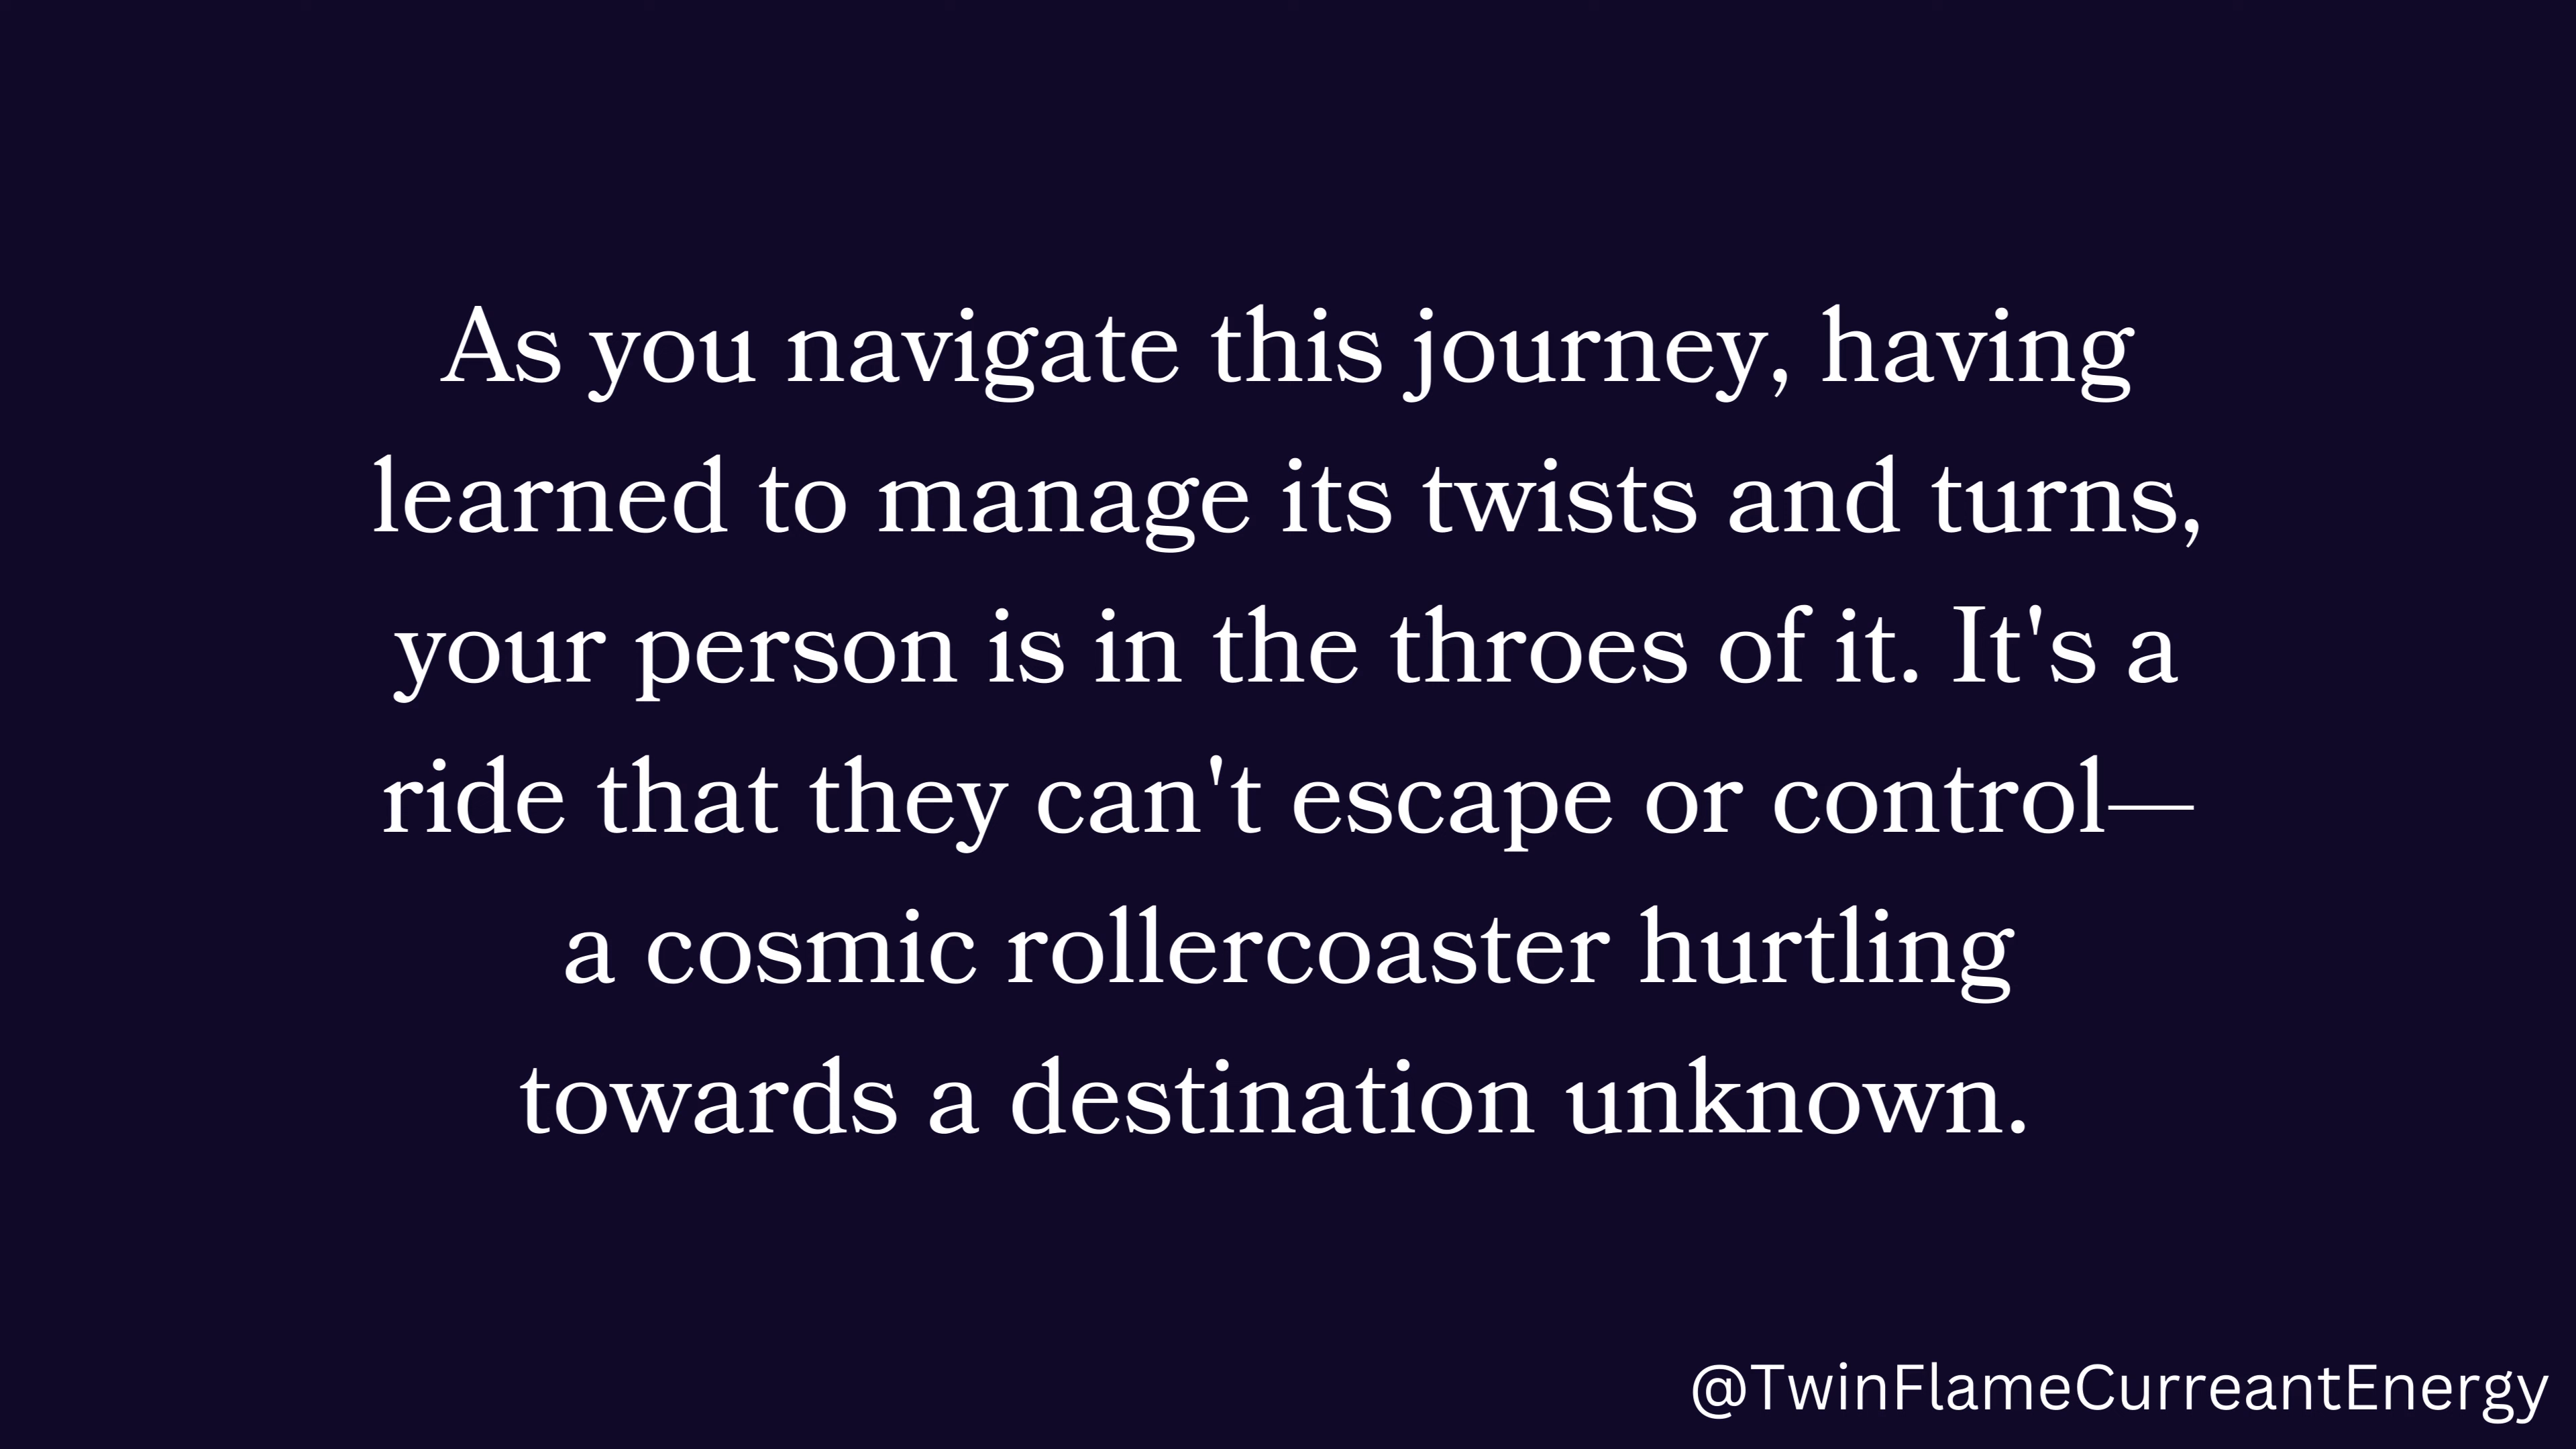 As you navigate this journey, having
learned to manage its twists and turns,
your person is in the throes of it. It's a
ride that they can't escape or control—
a cosmic rollercoaster hurtling
towards a destination unknown.
@TwinFlameCurreantEnergy